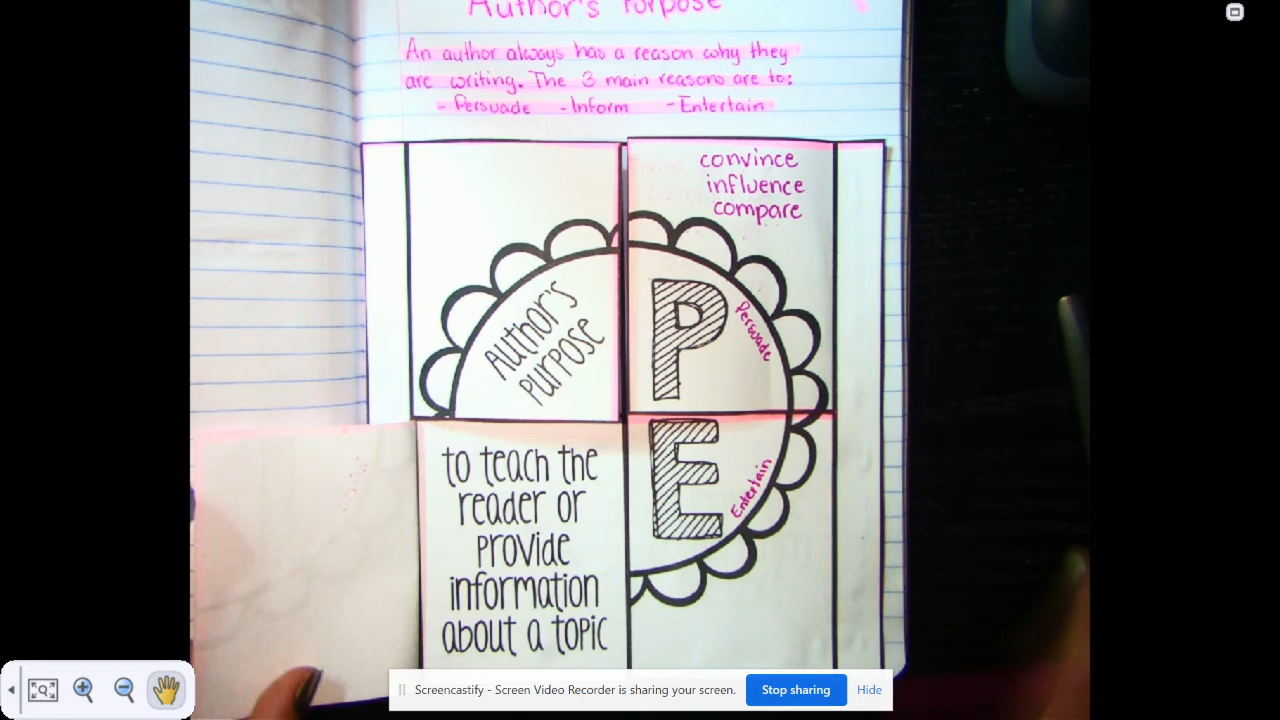 Author's Purpose
An author always has a reason why they
are writing. The 3 main reasons are to:
- Persuade - Inform - Entertain
convince
influence
compare
Author's
Purpose
P
Persuade
E
Entertain
to teach the
reader or
provide
information
about a topic
Screencastify - Screen Video Recorder is sharing your screen.
Stop sharing
Hide